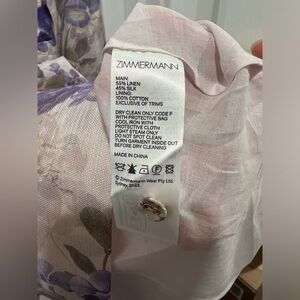 ZIMMERMANN
MAIN:
55% LINEN
45% SILK
LINING:
100% COTTON
EXCLUSIVE OF TRIMS
DRY CLEAN ONLY CODE F
WITH PROTECTIVE BAG
COOL IRON WITH
PROTECTIVE CLOTH
LIGHT STEAM ONLY
DO NOT SPOT CLEAN
TURN GARMENT INSIDE OUT
BEFORE DRY CLEANING
MADE IN CHINA
F
© Zimmermann Wear Pty Ltd.
Sydney